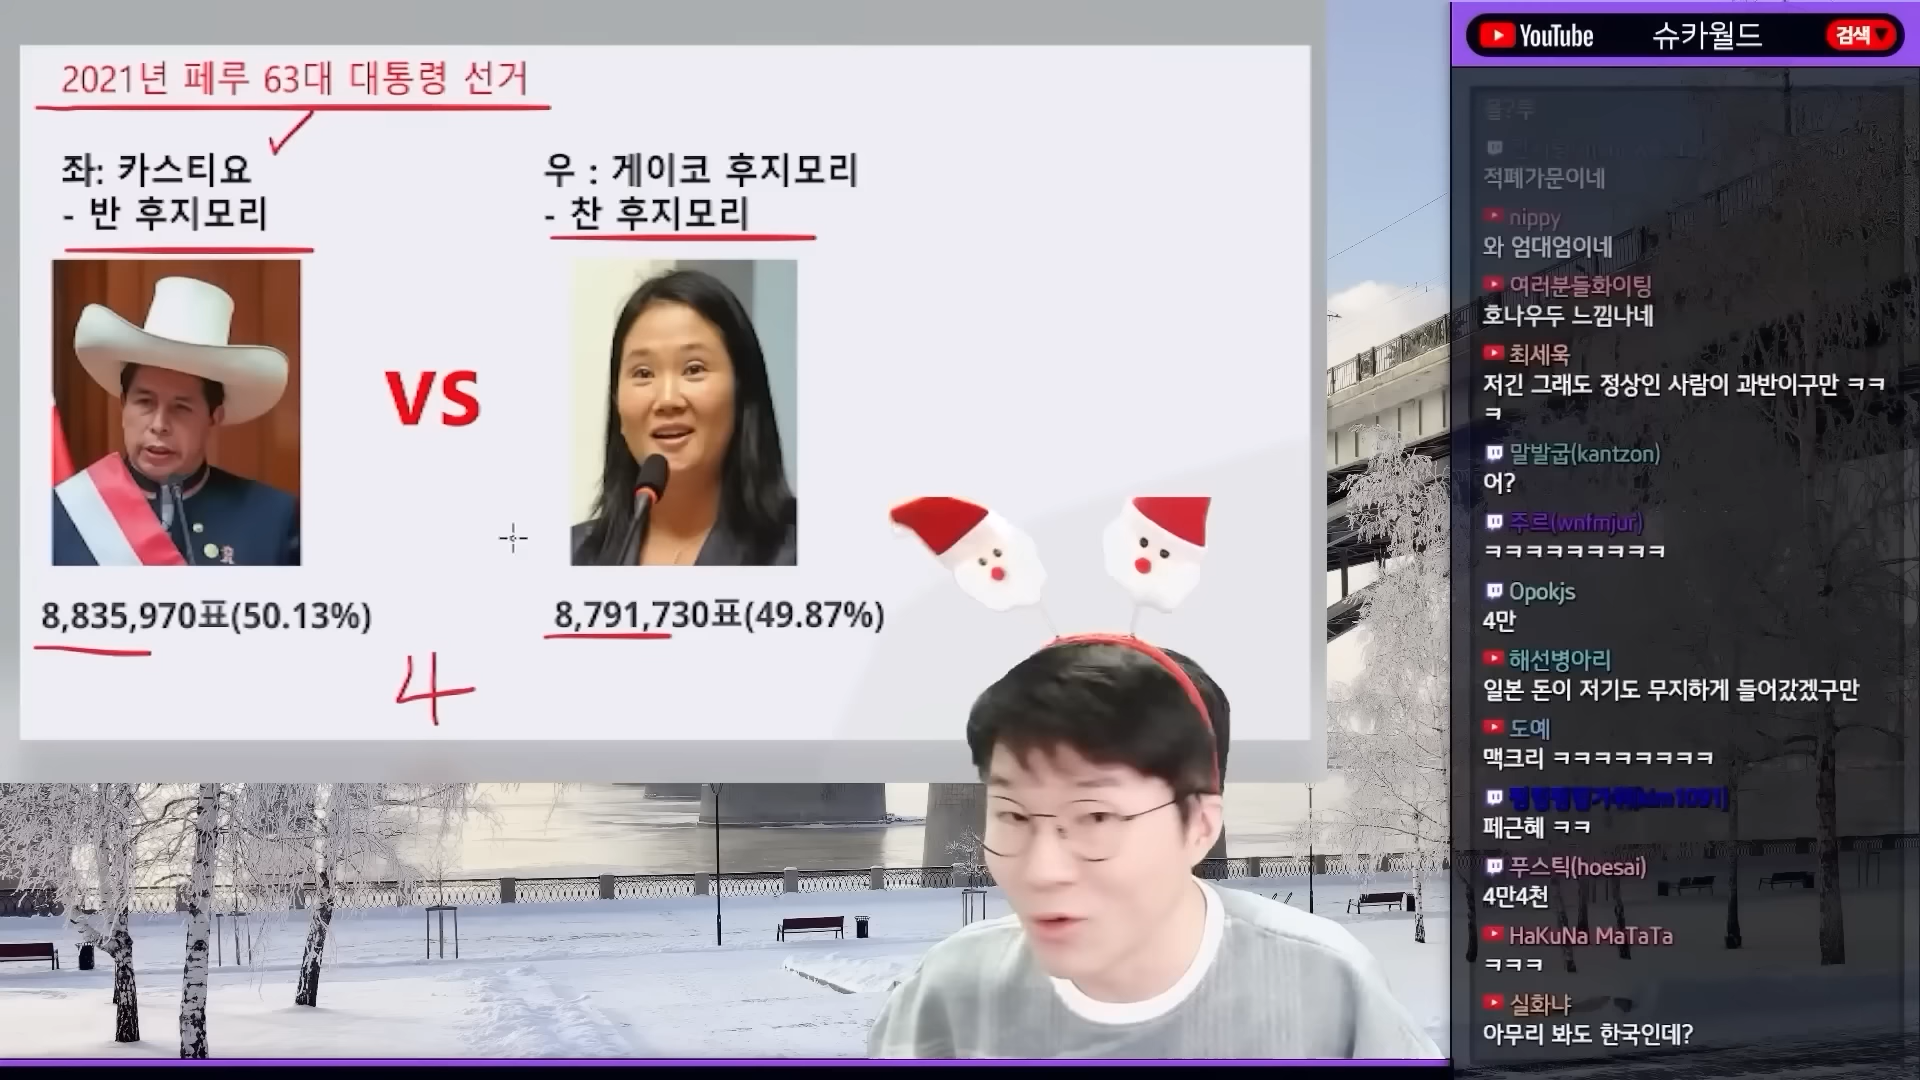 2021년 페루 63대 대통령 선거
좌: 카스티요
- 반 후지모리
우 : 게이코 후지모리
- 찬 후지모리
VS
8,835,970표(50.13%)
8,791,730표(49.87%)
4
YouTube 슈카월드 검색
몰?투
적폐가문이네
nippy
와 엄대엄이네
여러분들화이팅
호나우두 느낌나네
최세욱
저긴 그래도 정상인 사람이 과반이구만 ㅋㅋ
ㅋ
말발굽(kantzon)
어?
주르(wnfmjur)
ㅋㅋㅋㅋㅋㅋㅋㅋㅋ
Opokjs
4만
해선병아리
일본 돈이 저기도 무지하게 들어갔겠구만
도예
맥크리 ㅋㅋㅋㅋㅋㅋㅋㅋ
페근혜 ㅋㅋ
푸스틱(hoesai)
4만4천
HaKuNa MaTaTa
ㅋㅋㅋ
실화냐
아무리 봐도 한국인데?